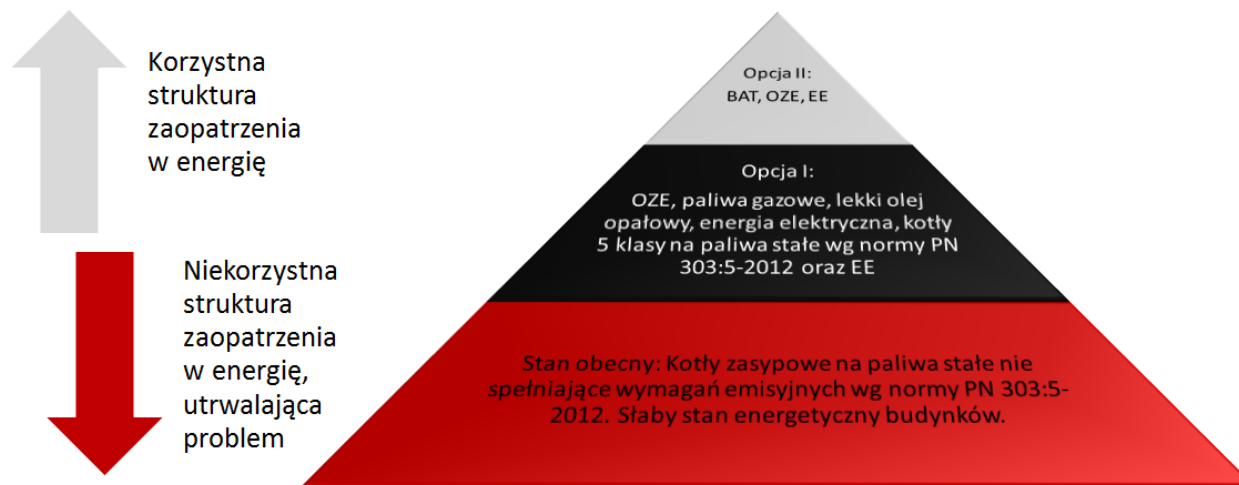 Korzystna
struktura
zaopatrzenia
w energię
Niekorzystna
struktura
zaopatrzenia
w energię,
utrwalająca
problem
Opcja II:
BAT, OZE, EE
Opcja I:
OZE, paliwa gazowe, lekki olej
opałowy, energia elektryczna, kotły
5 klasy na paliwa stałe wg normy PN
303:5-2012 oraz EE
Stan obecny: Kotły zasypowe na paliwa stałe nie
spełniające wymagań emisyjnych wg normy PN 303:5-
2012. Słaby stan energetyczny budynków.